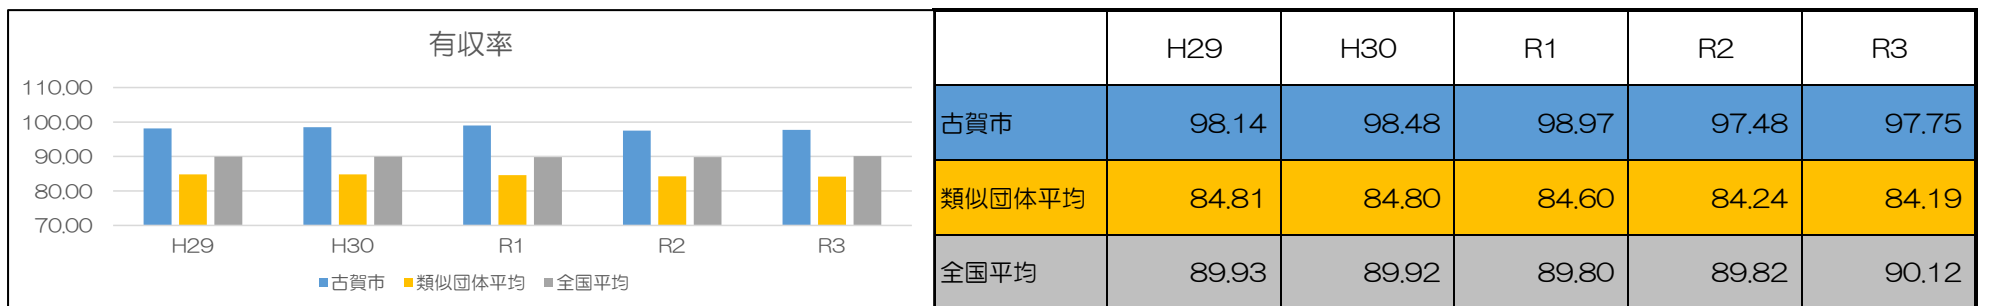 有収率
110.00
100.00
90.00
80.00
70.00
H29 H30 R1 R2 R3
古賀市 類似団体平均 全国平均
H29 H30 R1 R2 R3
古賀市 98.14 98.48 98.97 97.48 97.75
類似団体平均 84.81 84.80 84.60 84.24 84.19
全国平均 89.93 89.92 89.80 89.82 90.12